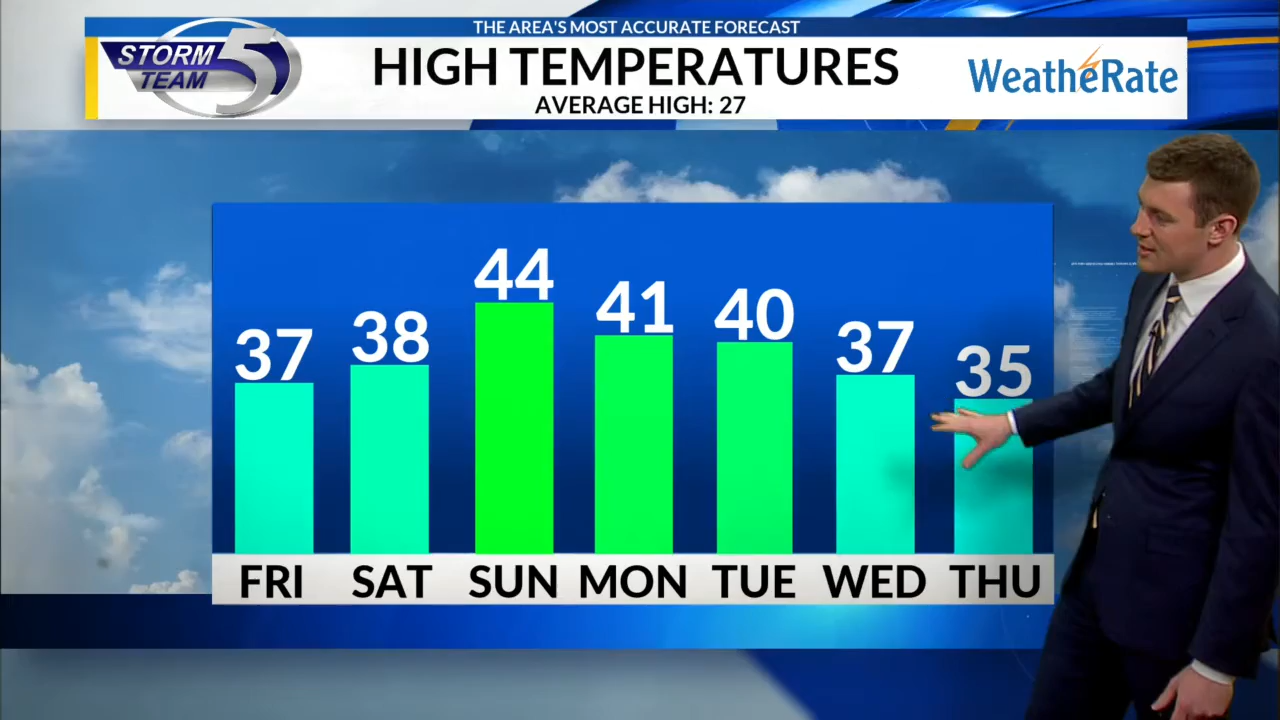 THE AREA'S MOST ACCURATE FORECAST
STORM TEAM 5
HIGH TEMPERATURES
WeatheRate
AVERAGE HIGH: 27
37 38 44 41 40 37 35
FRI SAT SUN MON TUE WED THU